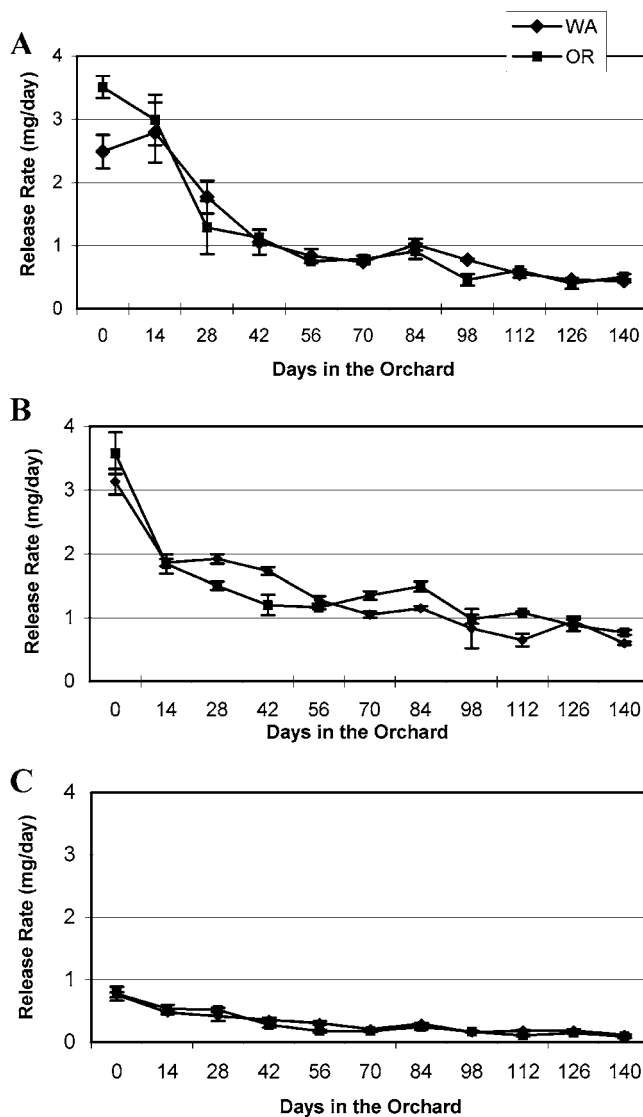 A
WA
OR
4
3
2
1
0
Release Rate (mg/day)
0 14 28 42 56 70 84 98 112 126 140
Days in the Orchard
B
4
3
2
1
0
Release Rate (mg/day)
0 14 28 42 56 70 84 98 112 126 140
Days in the Orchard
C
4
3
2
1
0
Release Rate (mg/day)
0 14 28 42 56 70 84 98 112 126 140
Days in the Orchard